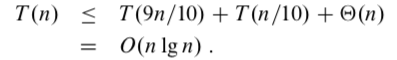 T(n) ≤ T(9n/10) + T(n/10) + Θ(n)
= O(n lg n) .